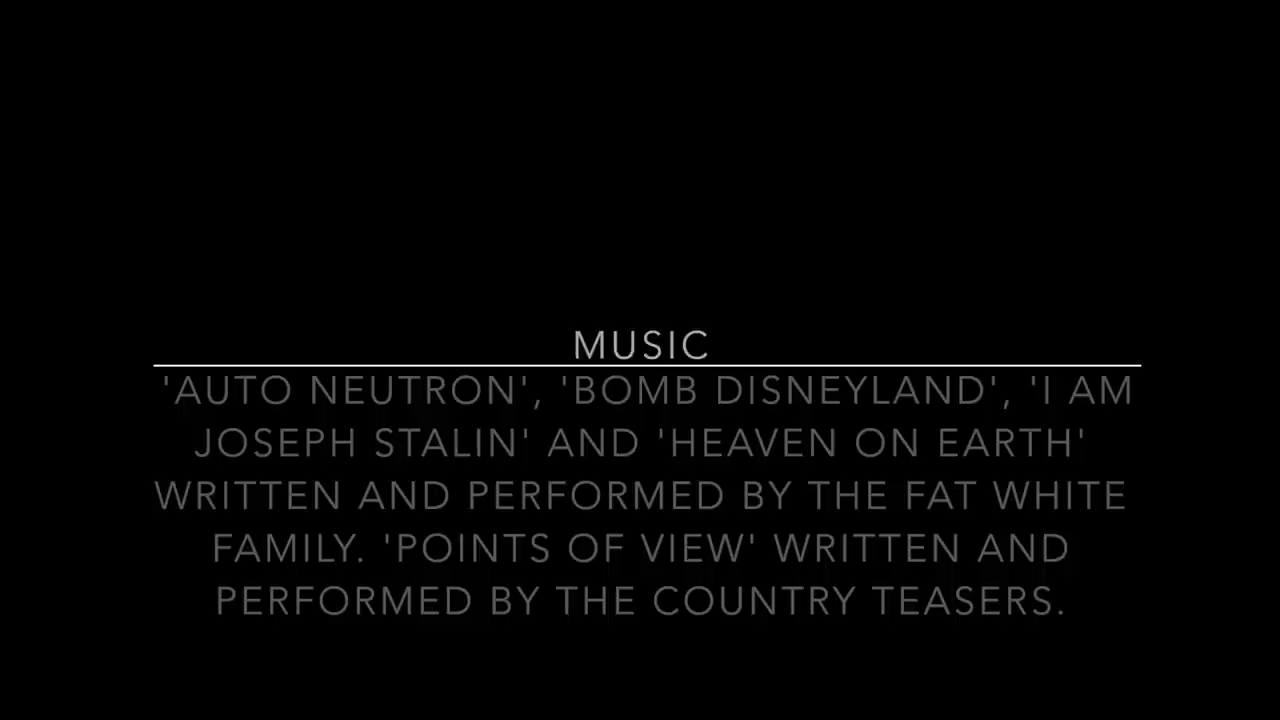 MUSIC
'AUTO NEUTRON', 'BOMB DISNEYLAND', 'I AM
JOSEPH STALIN' AND 'HEAVEN ON EARTH'
WRITTEN AND PERFORMED BY THE FAT WHITE
FAMILY. 'POINTS OF VIEW' WRITTEN AND
PERFORMED BY THE COUNTRY TEASERS.